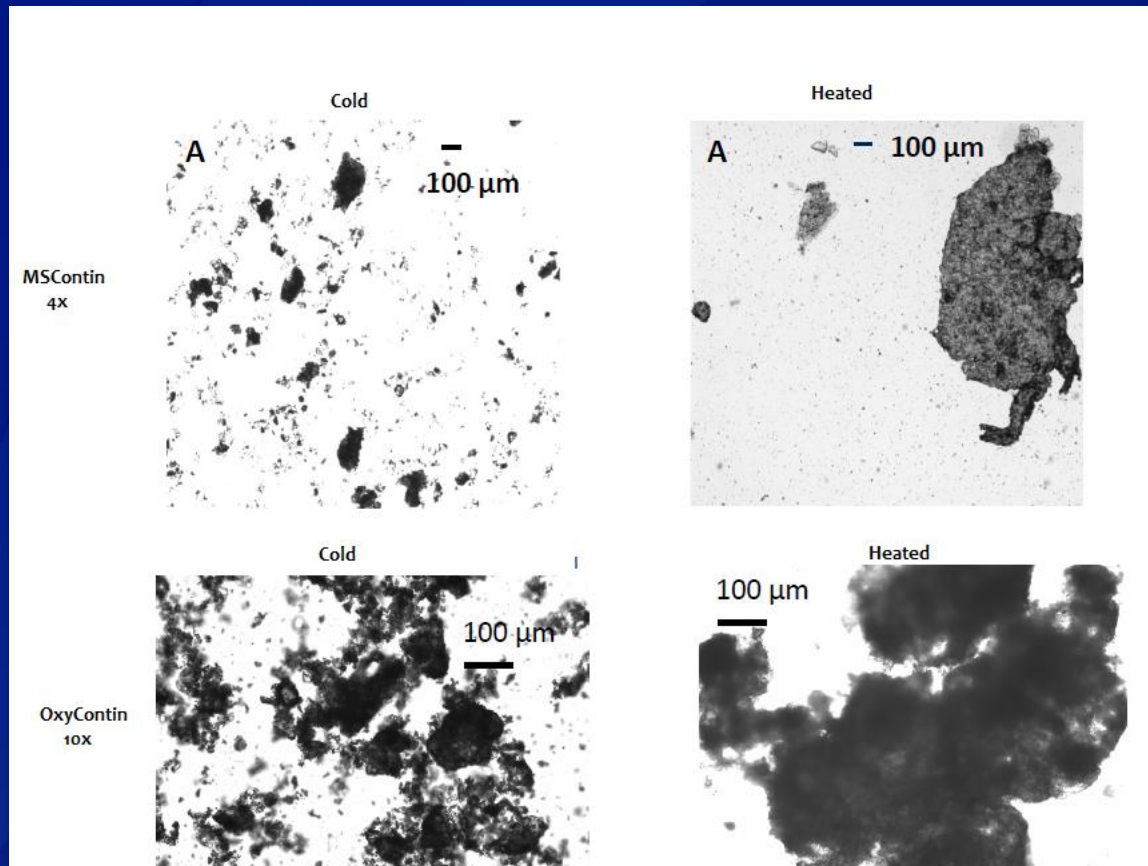 Cold
Heated
A
100 µm
A
100 µm
MSContin
4x
Cold
Heated
100 µm
100 µm
OxyContin
10x